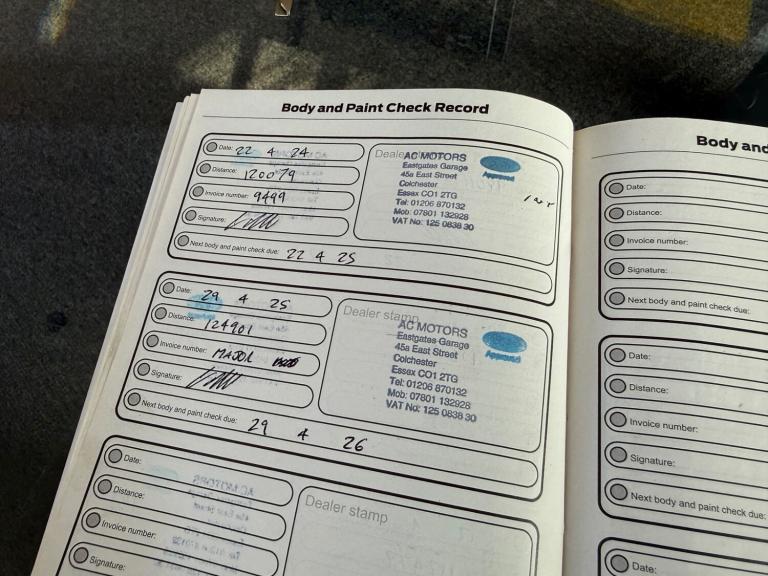 Body and Paint Check Record
Date: 22 4 24
Distance: 120079
Invoice number: 9499
Signature:
Next body and paint check due: 22 4 25
AC MOTORS
Eastgates Garage
45a East Street
Colchester
Essex CO1 2TG
Tel: 01206 870132
Mob: 07801 132928
VAT No: 125 0838 30
Approved
Date: 29 4 25
Distance: 124901
Invoice number: MAJOR
Signature:
Next body and paint check due: 29 4 26
Dealer stamp
AC MOTORS
Eastgates Garage
45a East Street
Colchester
Essex CO1 2TG
Tel: 01206 870132
Mob: 07801 132928
VAT No: 125 0838 30
Approved
Date:
Distance:
Invoice number:
Signature:
Dealer stamp
Body and
Date:
Distance:
Invoice number:
Signature:
Next body and paint check due:
Date:
Distance:
Invoice number:
Signature:
Next body and paint check due:
Date: